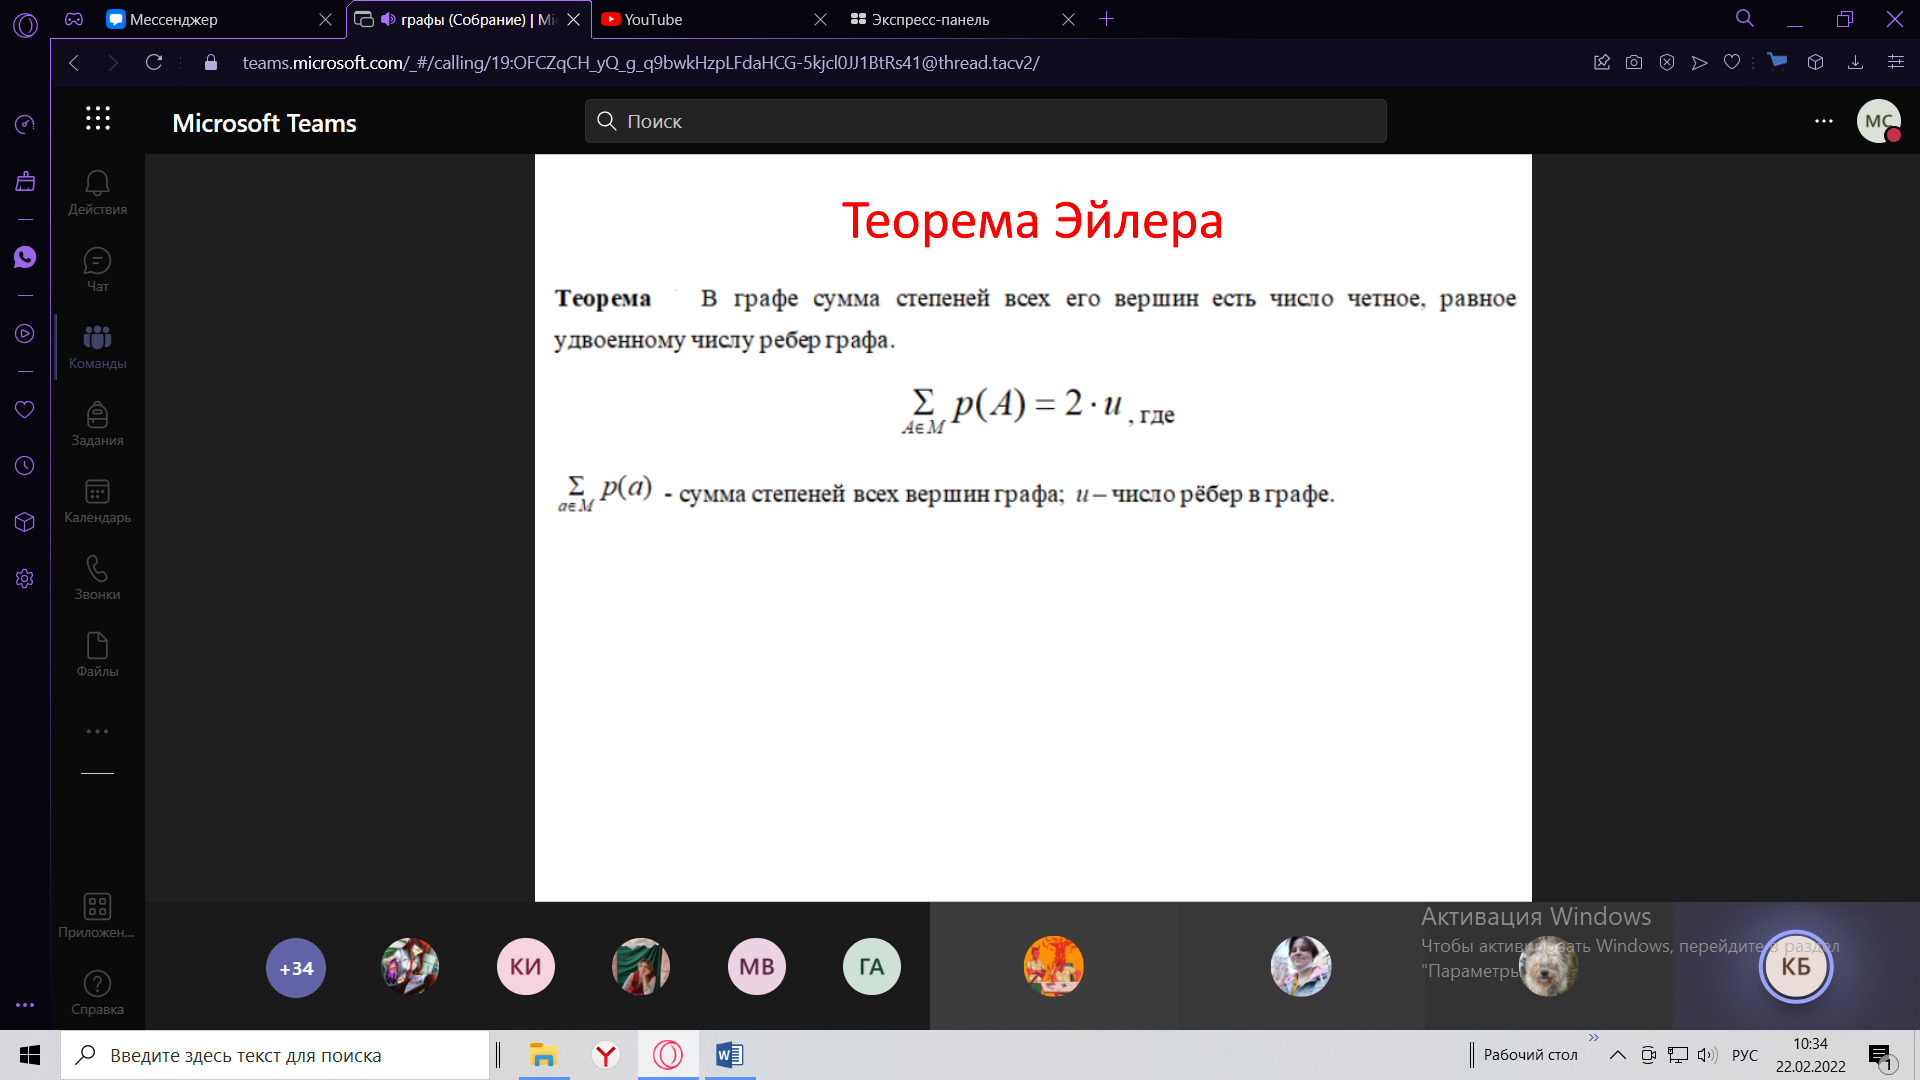 Мессенджер
графы (Собрание) | Mi
YouTube
Экспресс-панель
teams.microsoft.com/_#/calling/19:OFCZqCH_yQ_g_q9bwkHzpLFdaHCG-5kjcl0JJ1BtRs41@thread.tacv2/
Microsoft Teams
Поиск
МС
Действия
Чат
Команды
Задания
Календарь
Звонки
Файлы
Приложен...
Справка
Теорема Эйлера
Теорема В графе сумма степеней всех его вершин есть число четное, равное
удвоенному числу ребер графа.
∑ p(A) = 2 · u , где
A∈M
∑ p(a) - сумма степеней всех вершин графа; u – число рёбер в графе.
a∈M
+34
КИ
МВ
ГА
КБ
Активация Windows
Чтобы активировать Windows, перейдите в раздел
"Параметры
Введите здесь текст для поиска
Рабочий стол
»
РУС
10:34
22.02.2022
1